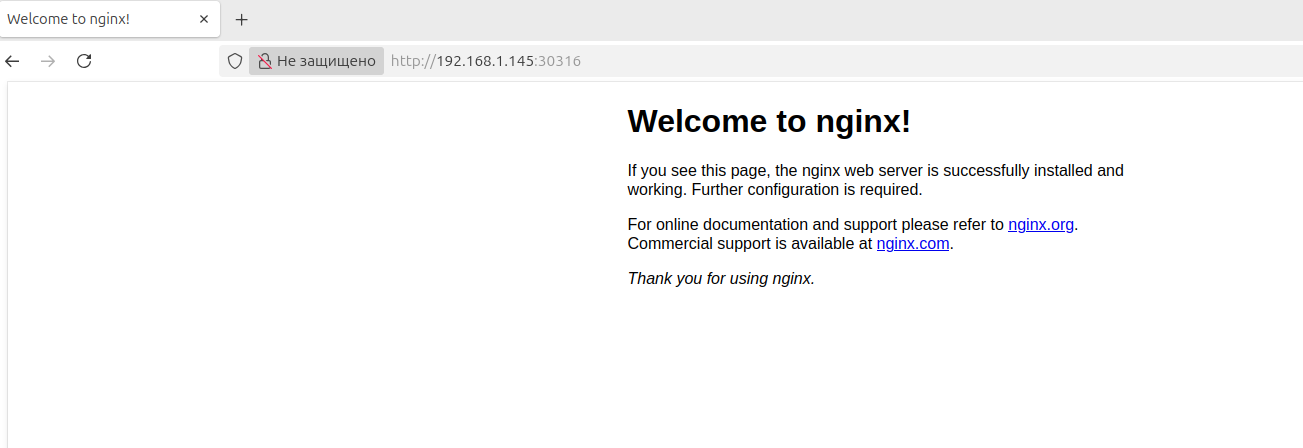 Welcome to nginx!
Не защищено http://192.168.1.145:30316
Welcome to nginx!
If you see this page, the nginx web server is successfully installed and
working. Further configuration is required.
For online documentation and support please refer to nginx.org.
Commercial support is available at nginx.com.
Thank you for using nginx.